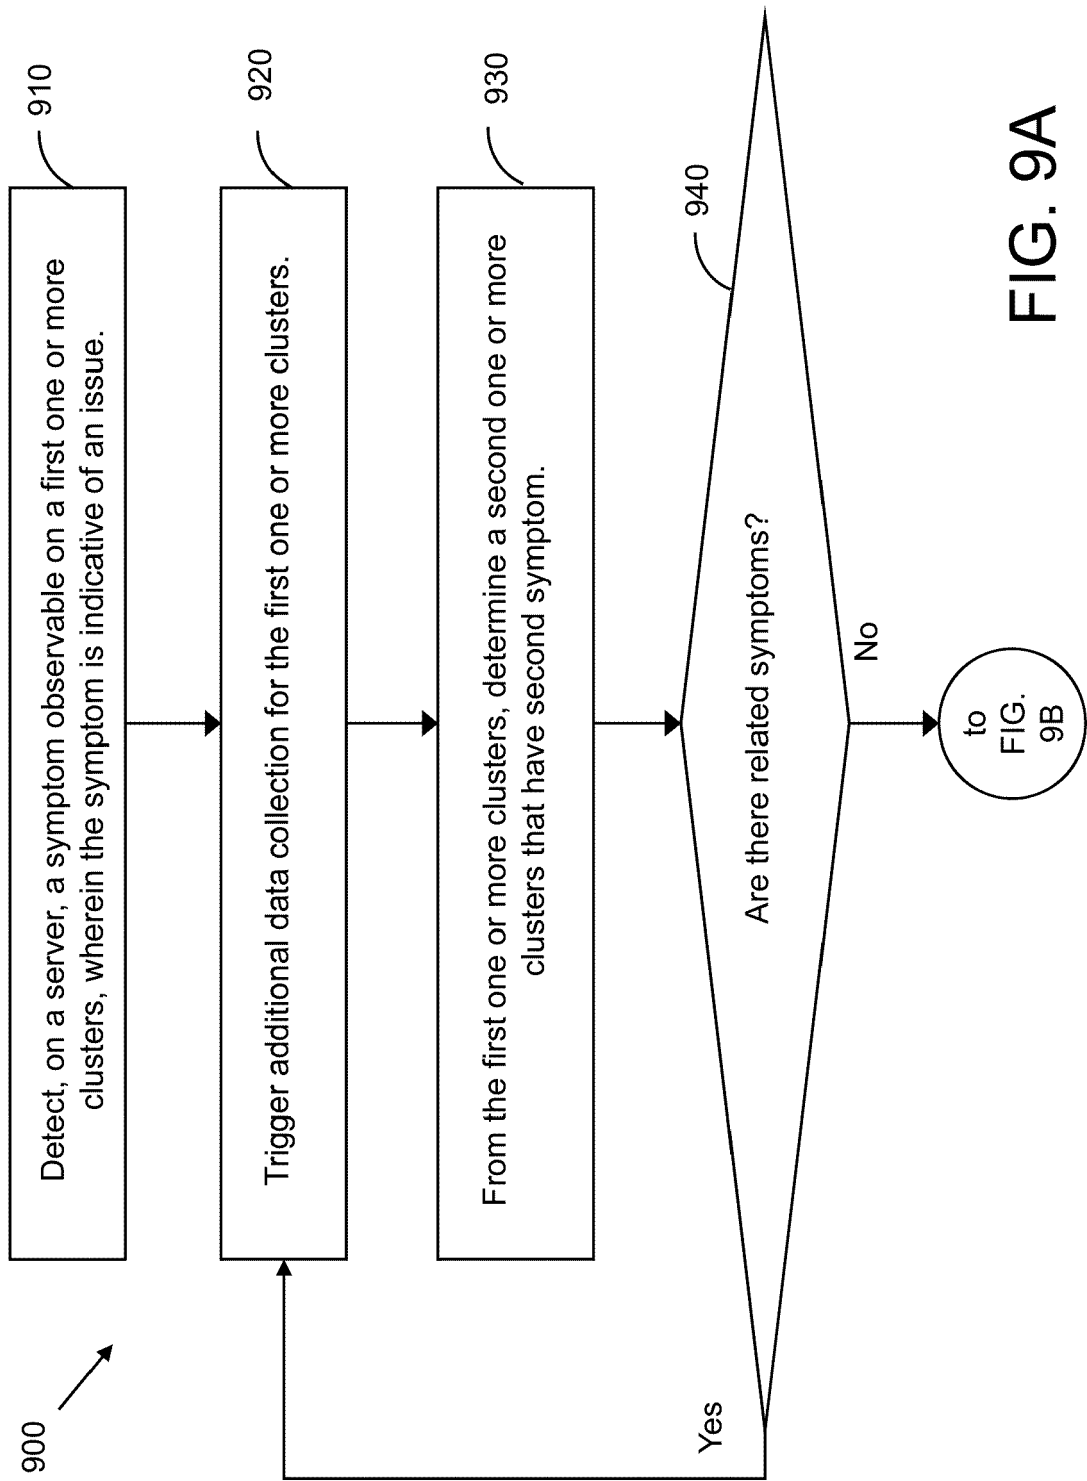 900
910
Detect, on a server, a symptom observable on a first one or more
clusters, wherein the symptom is indicative of an issue.
920
Trigger additional data collection for the first one or more clusters.
930
From the first one or more clusters, determine a second one or more
clusters that have second symptom.
940
Are there related symptoms?
Yes
No
to
FIG.
9B
FIG. 9A